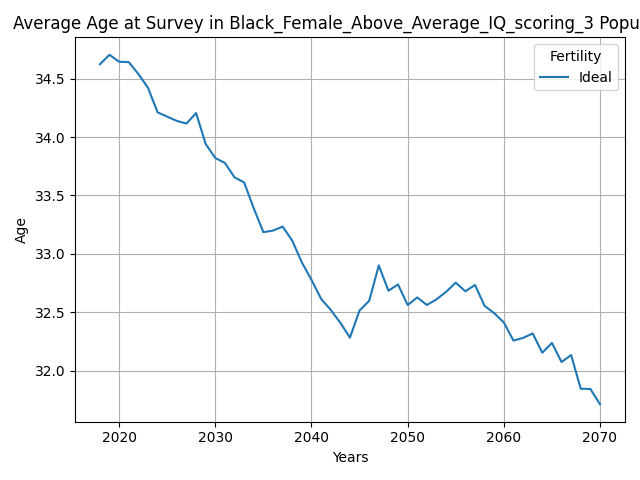 Average Age at Survey in Black_Female_Above_Average_IQ_scoring_3 Popu
Fertility
Ideal
34.5
34.0
33.5
33.0
32.5
32.0
Age
2020 2030 2040 2050 2060 2070
Years